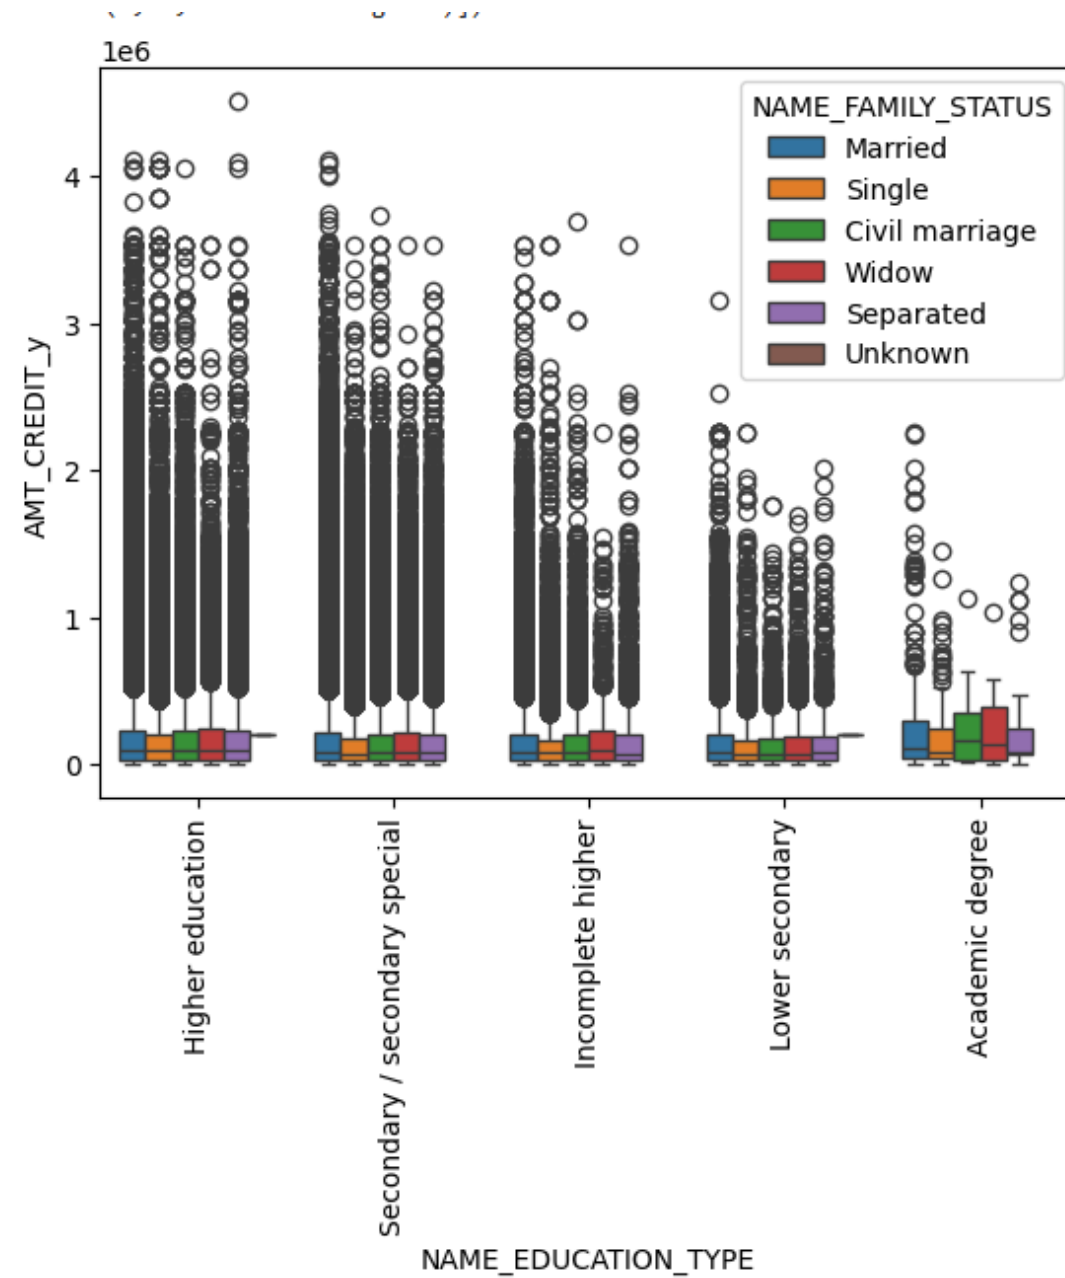 1e6
NAME_FAMILY_STATUS
Married
Single
Civil marriage
Widow
Separated
Unknown
4
3
2
1
0
AMT_CREDIT_y
Higher education
Secondary / secondary special
Incomplete higher
Lower secondary
Academic degree
NAME_EDUCATION_TYPE